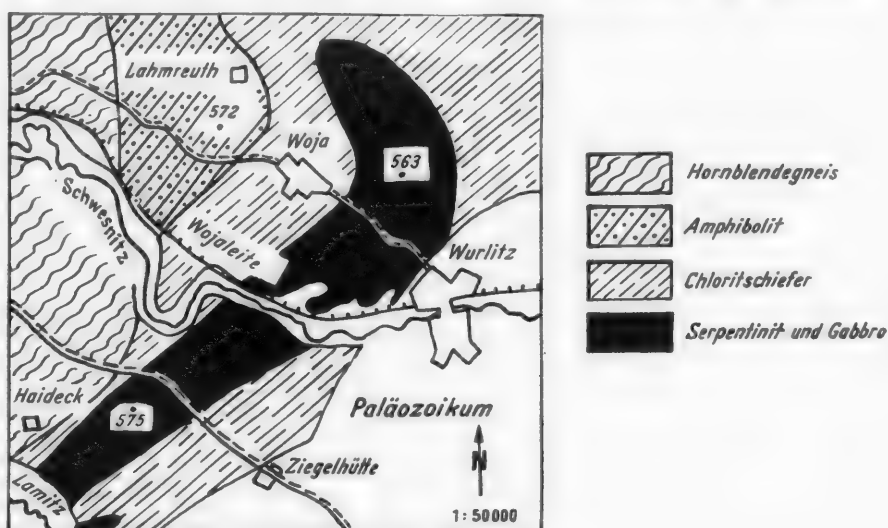 Lahmreuth
572
Woja
563
Schwesnitz
Wojaleite
Wurlitz
Haideck
575
Paläozoikum
Ziegelhütte
Lamitz
N
1:50000
Hornblendegneis
Amphibolit
Chloritschiefer
Serpentinit und Gabbro